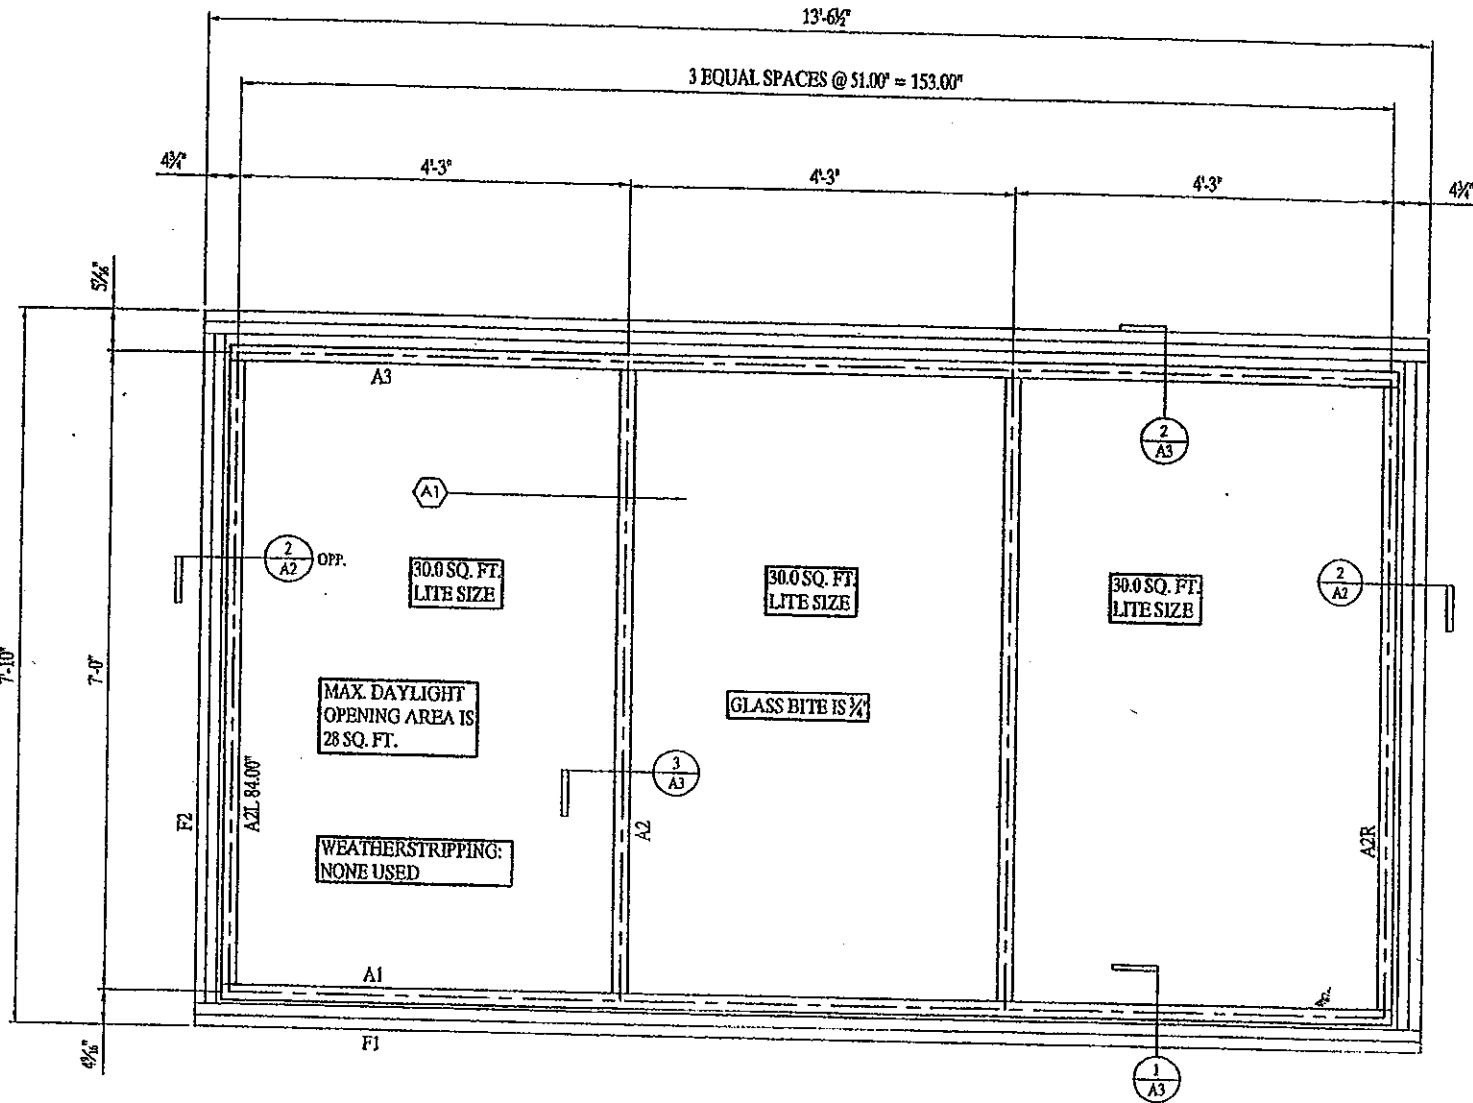 13'-6½"
3 EQUAL SPACES @ 51.00" = 153.00"
4¾"
4'-3"
4'-3"
4'-3"
4¾"
7'-10"
7'-0"
A3
2
A3
A1
2
A2
OPP.
30.0 SQ. FT.
LITE SIZE
30.0 SQ. FT.
LITE SIZE
30.0 SQ. FT.
LITE SIZE
2
A2
MAX. DAYLIGHT
OPENING AREA IS
28 SQ. FT.
GLASS BITE IS ¾"
3
A3
F2
A2L 84.00"
A2
A2R
WEATHERSTRIPPING:
NONE USED
A1
F1
1
A3